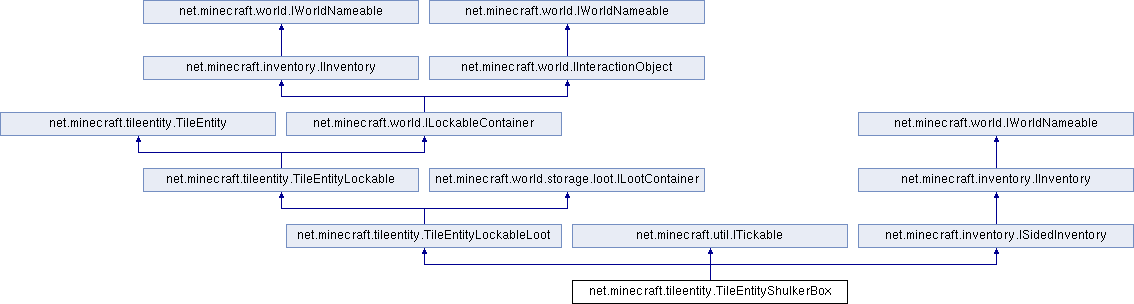 net.minecraft.world.IWorldNameable
net.minecraft.world.IWorldNameable
net.minecraft.inventory.IInventory
net.minecraft.world.IInteractionObject
net.minecraft.tileentity.TileEntity
net.minecraft.world.ILockableContainer
net.minecraft.world.IWorldNameable
net.minecraft.tileentity.TileEntityLockable
net.minecraft.world.storage.loot.ILootContainer
net.minecraft.inventory.IInventory
net.minecraft.tileentity.TileEntityLockableLoot
net.minecraft.util.ITickable
net.minecraft.inventory.ISidedInventory
net.minecraft.tileentity.TileEntityShulkerBox